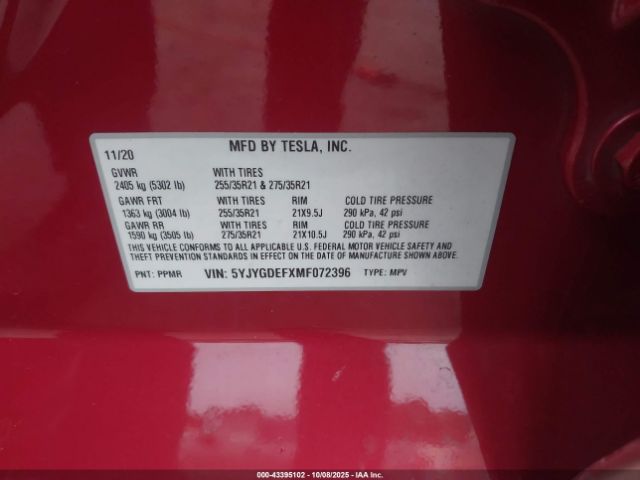 MFD BY TESLA, INC.
11/20
GVWR WITH TIRES
2405 kg (5302 lb) 255/35R21 & 275/35R21
GAWR FRT WITH TIRES RIM COLD TIRE PRESSURE
1363 kg (3004 lb) 255/35R21 21X9.5J 290 kPa, 42 psi
GAWR RR WITH TIRES RIM COLD TIRE PRESSURE
1590 kg (3505 lb) 275/35R21 21X10.5J 290 kPa, 42 psi
THIS VEHICLE CONFORMS TO ALL APPLICABLE U.S. FEDERAL MOTOR VEHICLE SAFETY AND
THEFT PREVENTION STANDARDS IN EFFECT ON THE DATE OF MANUFACTURE SHOWN ABOVE.
PNT: PPMR VIN: 5YJYGDEFXMF072396 TYPE: MPV
000-43395102 - 10/08/2025 - IAA Inc.